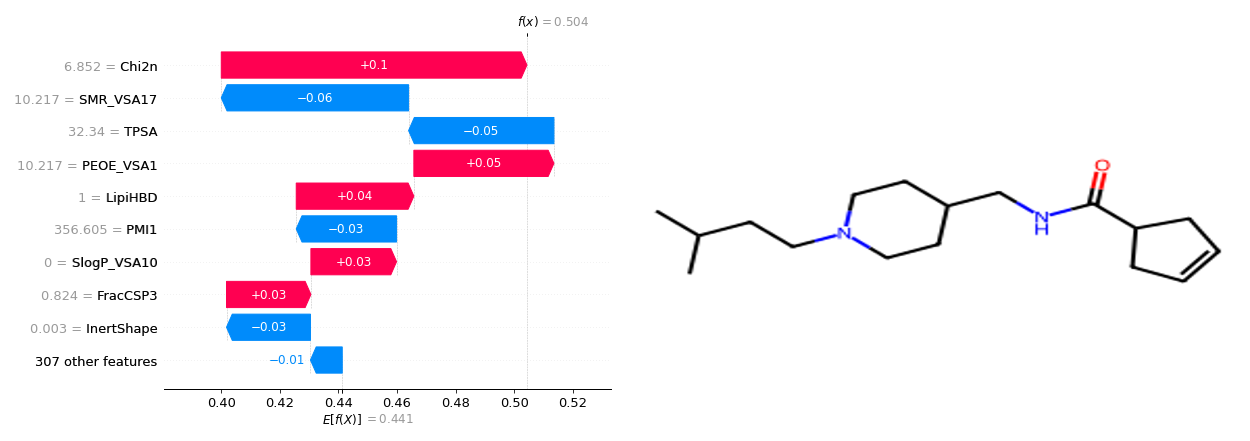 f(x) = 0.504
6.852 = Chi2n
+0.1
10.217 = SMR_VSA17
−0.06
32.34 = TPSA
−0.05
10.217 = PEOE_VSA1
+0.05
1 = LipiHBD
+0.04
356.605 = PMI1
−0.03
0 = SlogP_VSA10
+0.03
0.824 = FracCSP3
+0.03
0.003 = InertShape
−0.03
307 other features
−0.01
0.40 0.42 0.44 0.46 0.48 0.50 0.52
E[f(X)] = 0.441
O
N
H
N